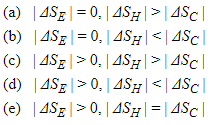 (a) |ΔS_E| = 0, |ΔS_H| > |ΔS_C|
(b) |ΔS_E| = 0, |ΔS_H| < |ΔS_C|
(c) |ΔS_E| > 0, |ΔS_H| > |ΔS_C|
(d) |ΔS_E| > 0, |ΔS_H| < |ΔS_C|
(e) |ΔS_E| > 0, |ΔS_H| = |ΔS_C|